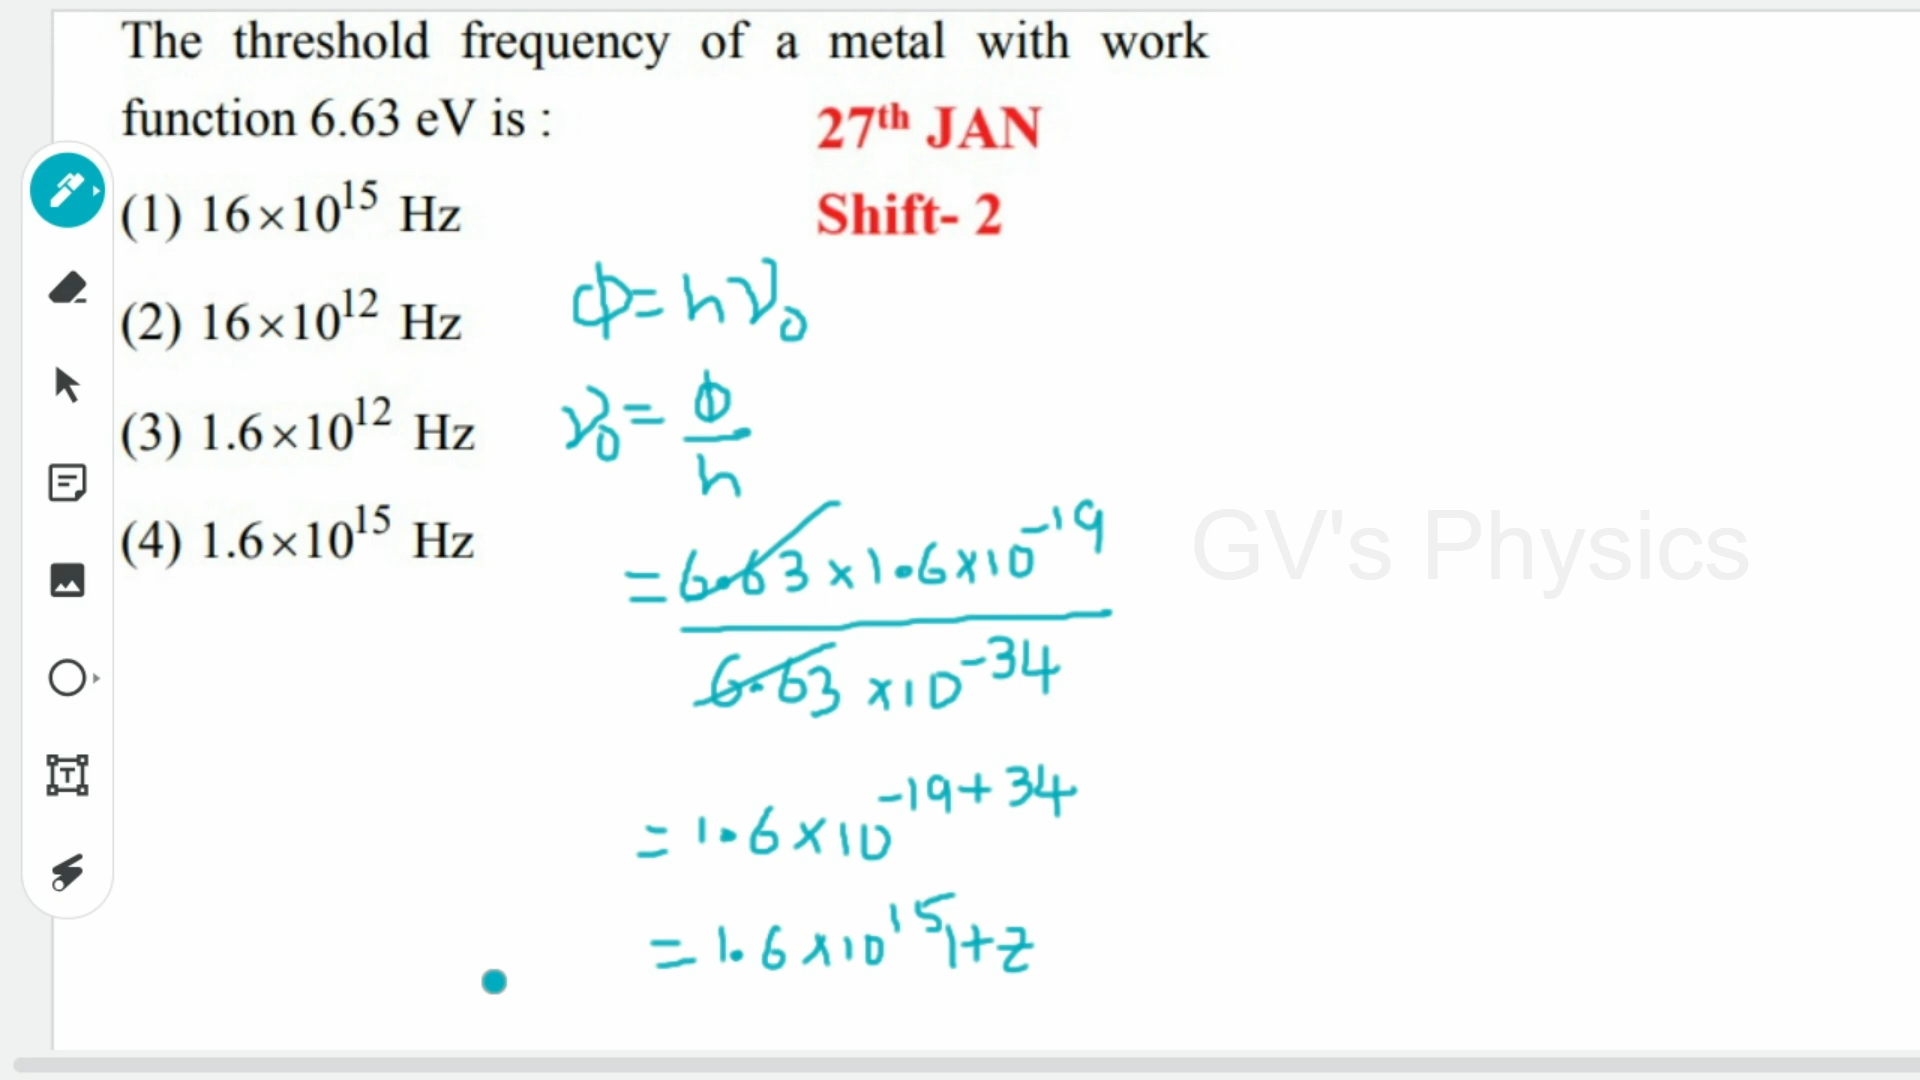 The threshold frequency of a metal with work
function 6.63 eV is :
27th JAN
Shift- 2
(1) 16×10^15 Hz
(2) 16×10^12 Hz
(3) 1.6×10^12 Hz
(4) 1.6×10^15 Hz
ϕ=hν₀
ν₀=ϕ/h
=6.63×1.6×10^-19
6.63×10^-34
=1.6×10^-19+34
=1.6×10^15 Hz
GV's Physics